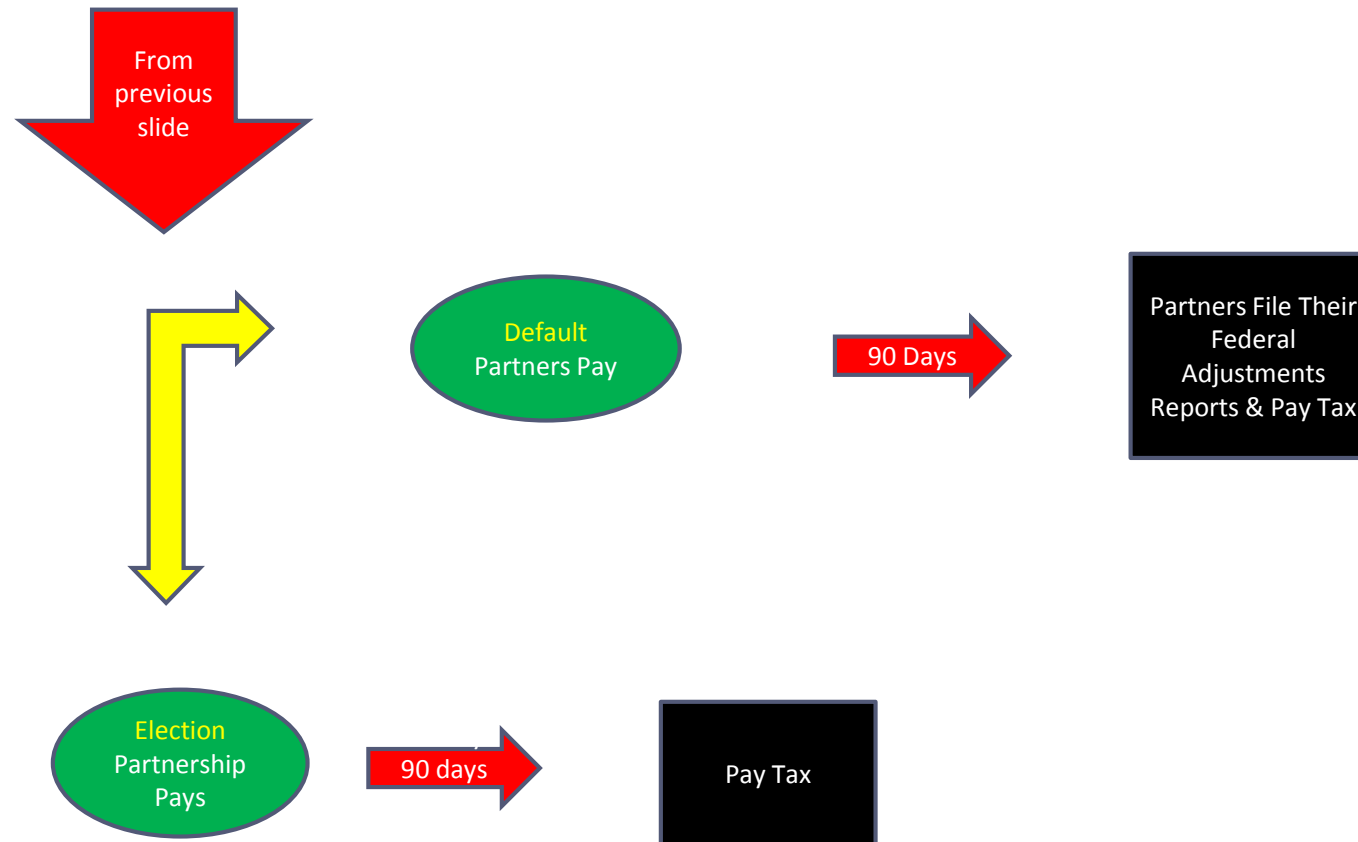 From
previous
slide
Default
Partners Pay
90 Days
Partners File Their
Federal
Adjustments
Reports & Pay Tax
Election
Partnership
Pays
90 days
Pay Tax